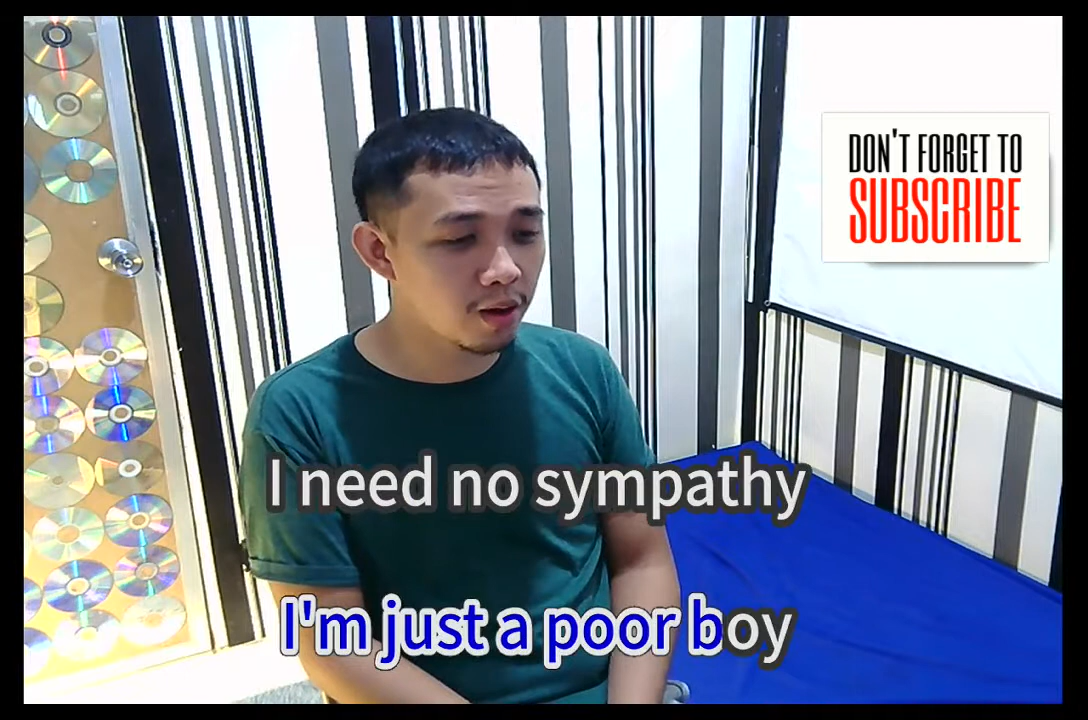 DON'T FORGET TO
SUBSCRIBE
I need no sympathy
I'm just a poor boy